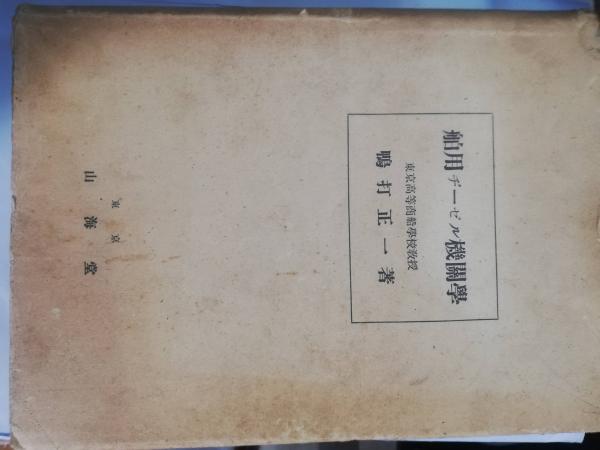 舶用ヂーゼル機關學
東京高等商船學校敎授
鴨打正一著
東京
山海堂